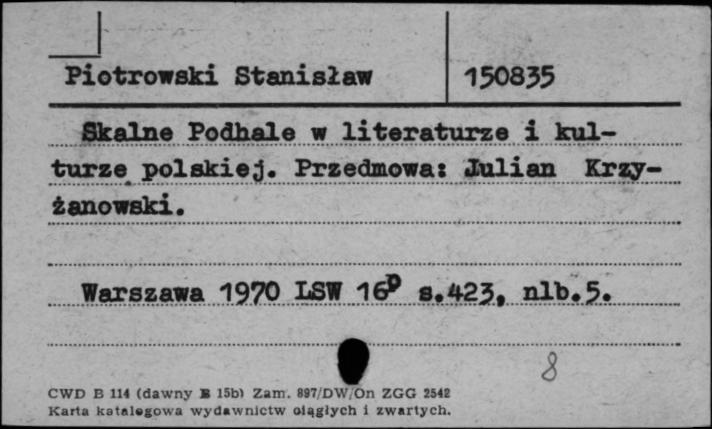 Piotrowski Stanisław 150835
Skalne Podhale w literaturze i kul-
turze polskiej. Przedmowa: Julian Krzy-
żanowski.
Warszawa 1970 LSW 16° s.423, nlb.5.
8
CWD B 114 (dawny B 15b) Zam. 897/DW/On ZGG 2542
Karta katalogowa wydawnictw ciągłych i zwartych.